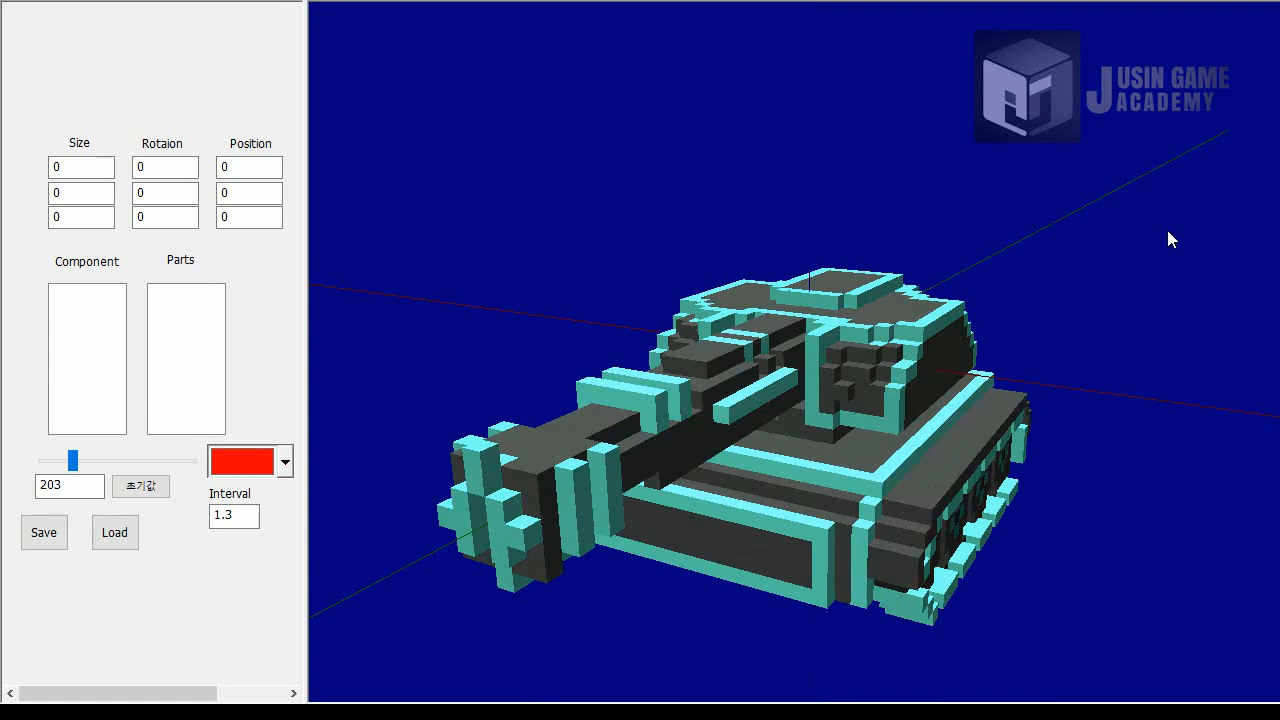 JUSIN GAME
ACADEMY
Size Rotaion Position
0 0 0
0 0 0
0 0 0
Component Parts
203 초기값
Interval
1.3
Save Load